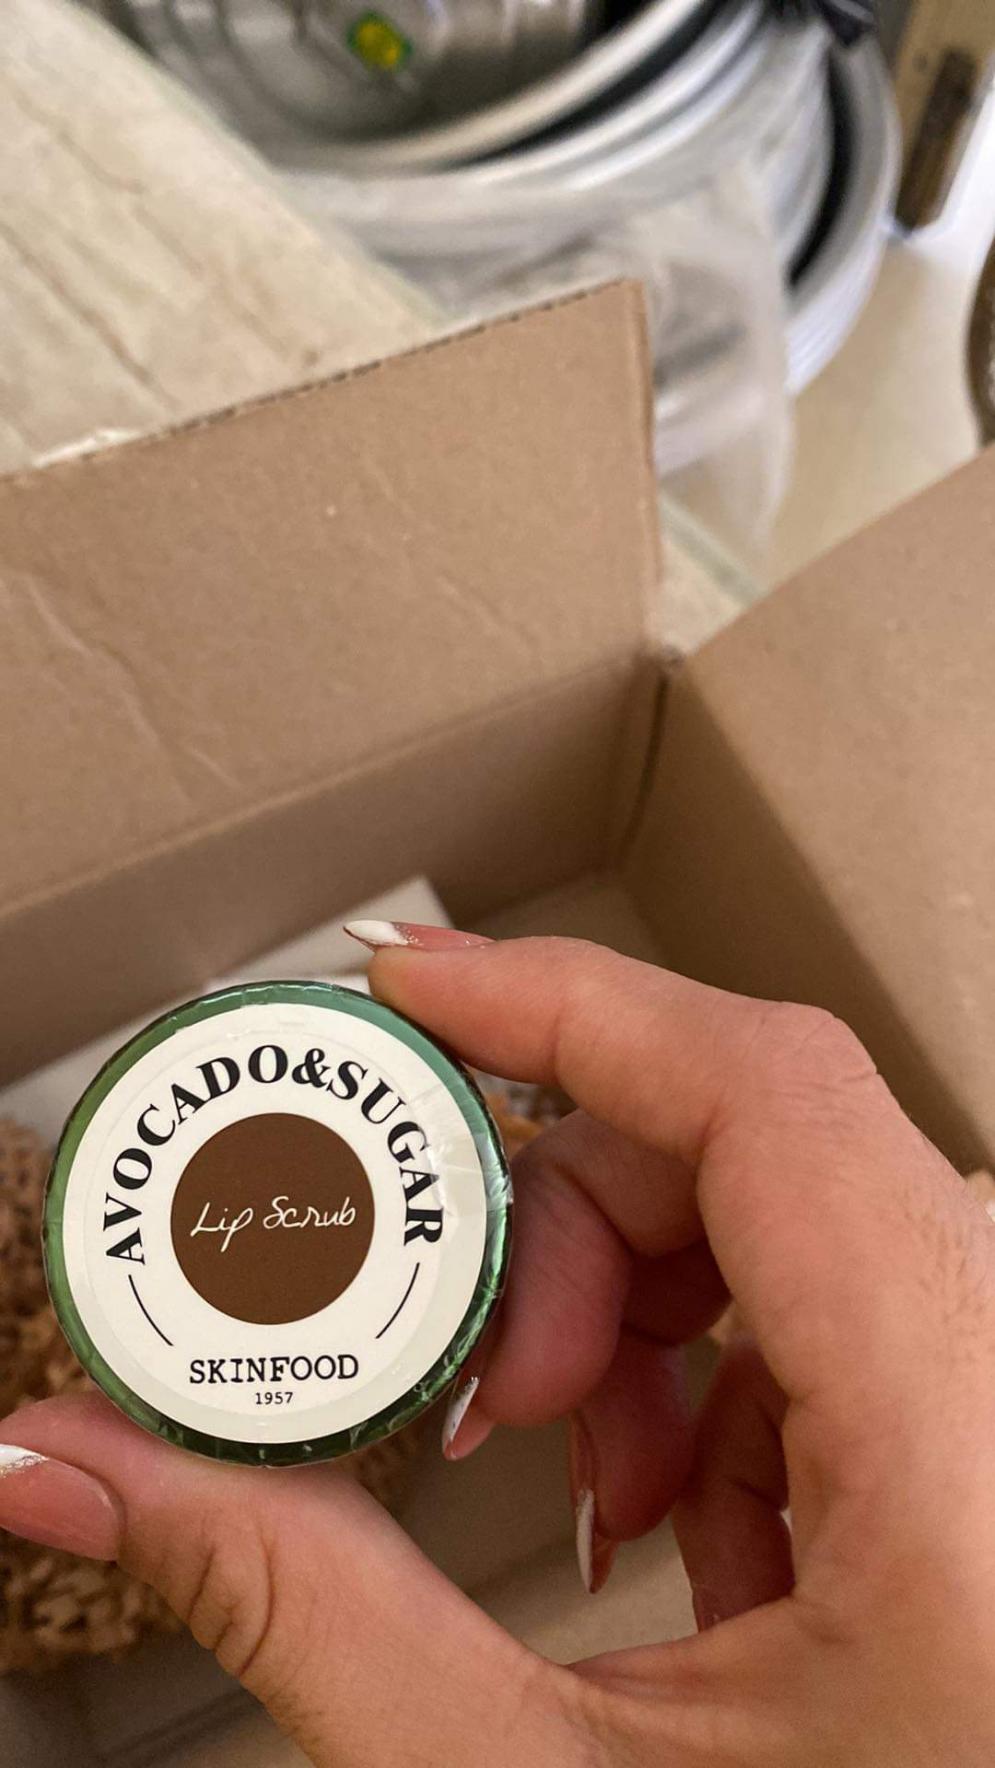 AVOCADO&SUGAR
Lip Scrub
SKINFOOD
1957